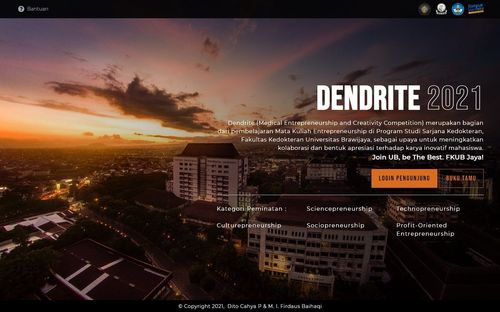 Bantuan
DENDRITE 2021
Dendrite (Medical Entrepreneurship and Creativity Competition) merupakan bagian
dari pembelajaran Mata Kuliah Entrepreneurship di Program Studi Sarjana Kedokteran,
Fakultas Kedokteran Universitas Brawijaya, sebagai upaya untuk meningkatkan
kolaborasi dan bentuk apresiasi terhadap karya inovatif mahasiswa.
Join UB, be The Best. FKUB Jaya!
LOGIN PENGUNJUNG BUKU TAMU
Kategori Peminatan : Sciencepreneurship Technopreneurship
Culturepreneurship Sociopreneurship Profit-Oriented
Entrepreneurship
© Copyright 2021, Dito Cahya P & M. I. Firdaus Baihaqi